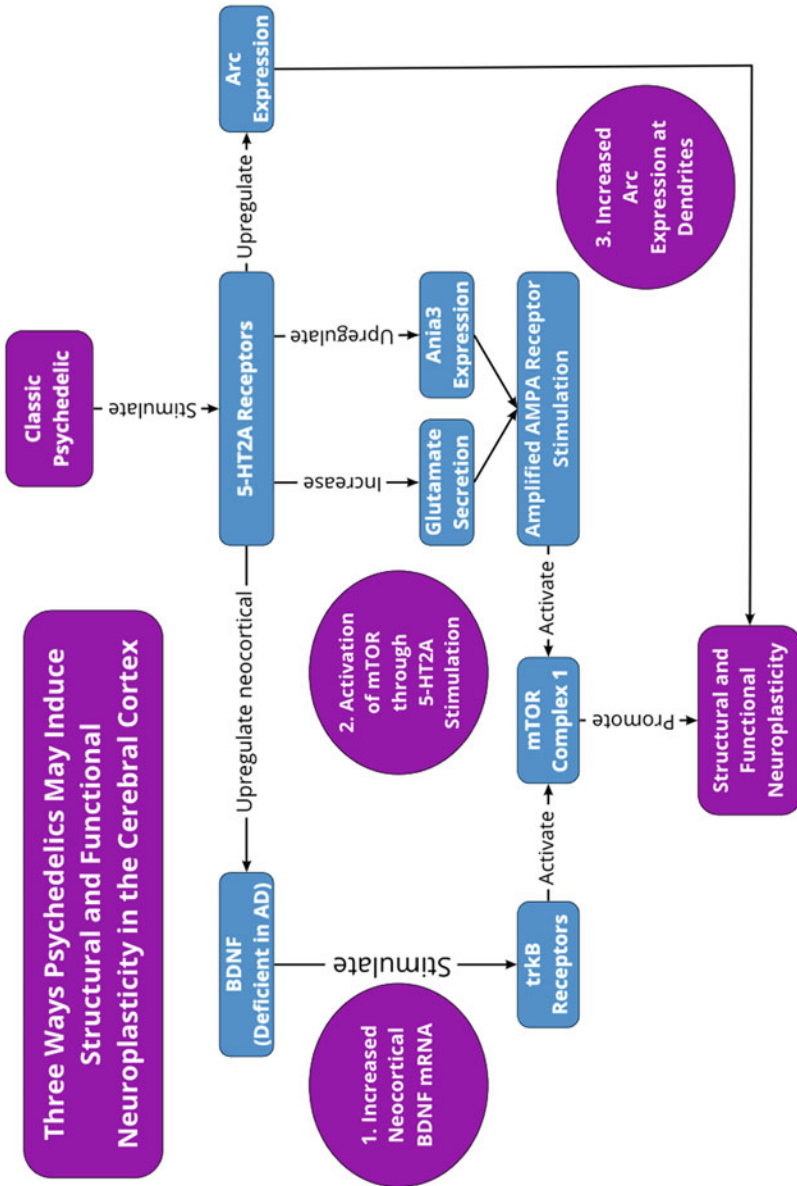 Three Ways Psychedelics May Induce
Structural and Functional
Neuroplasticity in the Cerebral Cortex
Classic
Psychedelic
Stimulate
BDNF
(Deficient in AD)
Upregulate neocortical
5-HT2A Receptors
Upregulate
Arc
Expression
Stimulate
1. Increased
Neocortical
BDNF mRNA
2. Activation
of mTOR
through
5-HT2A
Stimulation
Increase
Upregulate
Glutamate
Secretion
Ania3
Expression
3. Increased
Arc
Expression at
Dendrites
trkB
Receptors
Activate
mTOR
Complex 1
Activate
Amplified AMPA Receptor
Stimulation
Promote
Structural and
Functional
Neuroplasticity